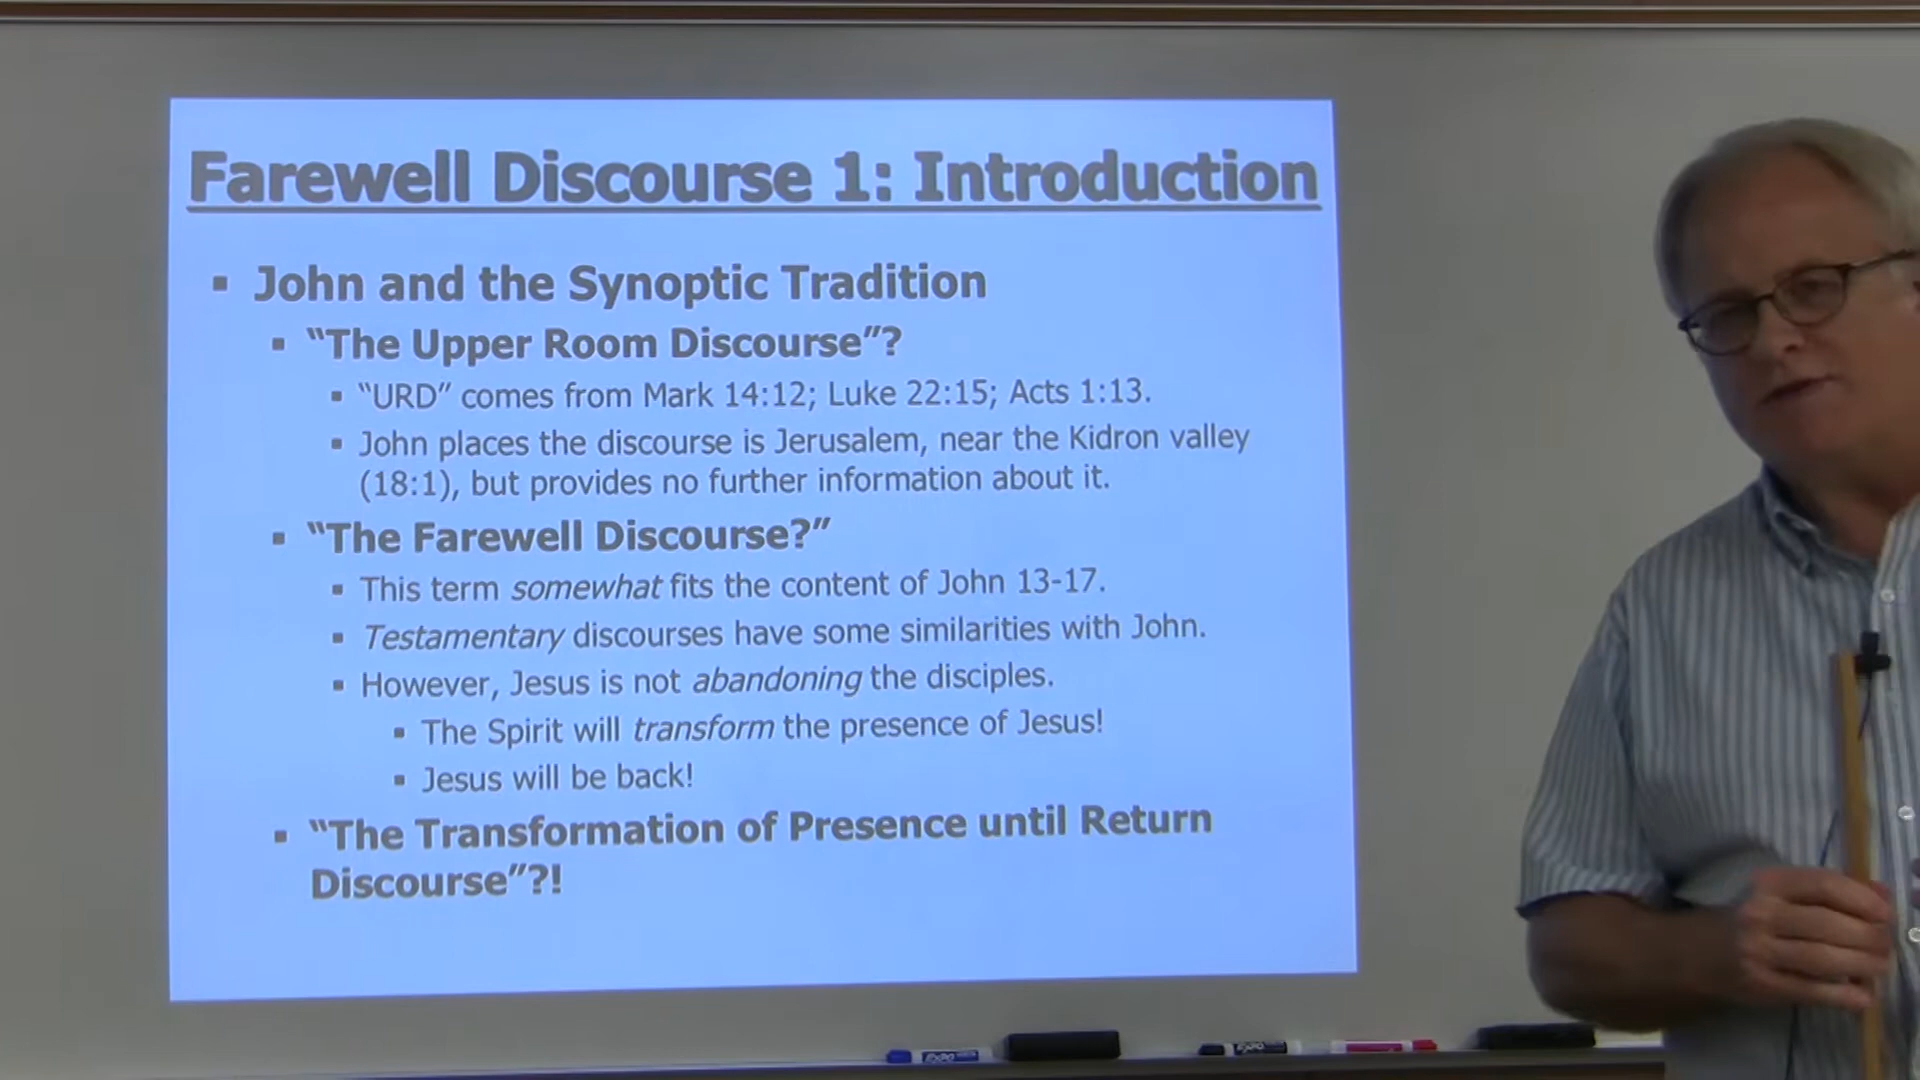 Farewell Discourse 1: Introduction
▪ John and the Synoptic Tradition
▪ “The Upper Room Discourse”?
▪ “URD” comes from Mark 14:12; Luke 22:15; Acts 1:13.
▪ John places the discourse is Jerusalem, near the Kidron valley
(18:1), but provides no further information about it.
▪ “The Farewell Discourse?”
▪ This term somewhat fits the content of John 13-17.
▪ Testamentary discourses have some similarities with John.
▪ However, Jesus is not abandoning the disciples.
▪ The Spirit will transform the presence of Jesus!
▪ Jesus will be back!
▪ “The Transformation of Presence until Return
Discourse”?!
EXPO
EXPO